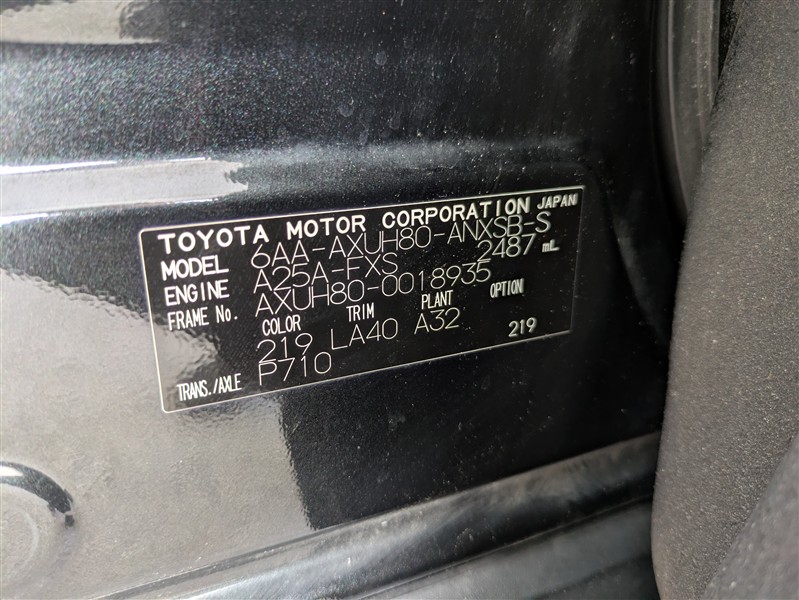 TOYOTA MOTOR CORPORATION JAPAN
MODEL 6AA-AXUH80-ANXSB-S
ENGINE A25A-FXS 2487 mL
FRAME No. AXUH80-0018935
COLOR TRIM PLANT OPTION
219 LA40 A32 219
TRANS./AXLE P710